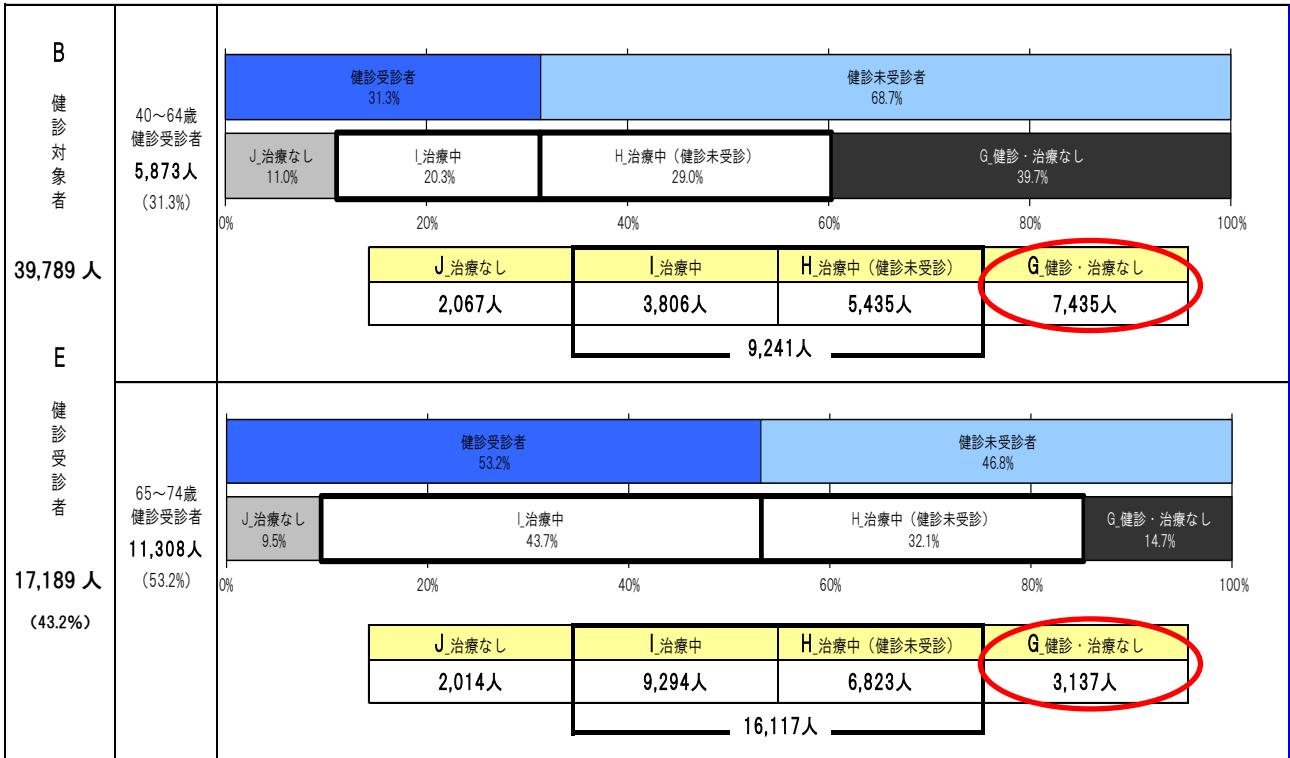 B
健診対象者
39,789 人
E
健診受診者
17,189 人
(43.2%)
40～64歳
健診受診者
5,873人
(31.3%)
健診受診者
31.3%
健診未受診者
68.7%
J_治療なし
11.0%
I_治療中
20.3%
H_治療中（健診未受診）
29.0%
G_健診・治療なし
39.7%
0% 20% 40% 60% 80% 100%
J_治療なし I_治療中 H_治療中（健診未受診） G_健診・治療なし
2,067人 3,806人 5,435人 7,435人
9,241人
65～74歳
健診受診者
11,308人
(53.2%)
健診受診者
53.2%
健診未受診者
46.8%
J_治療なし
9.5%
I_治療中
43.7%
H_治療中（健診未受診）
32.1%
G_健診・治療なし
14.7%
0% 20% 40% 60% 80% 100%
J_治療なし I_治療中 H_治療中（健診未受診） G_健診・治療なし
2,014人 9,294人 6,823人 3,137人
16,117人